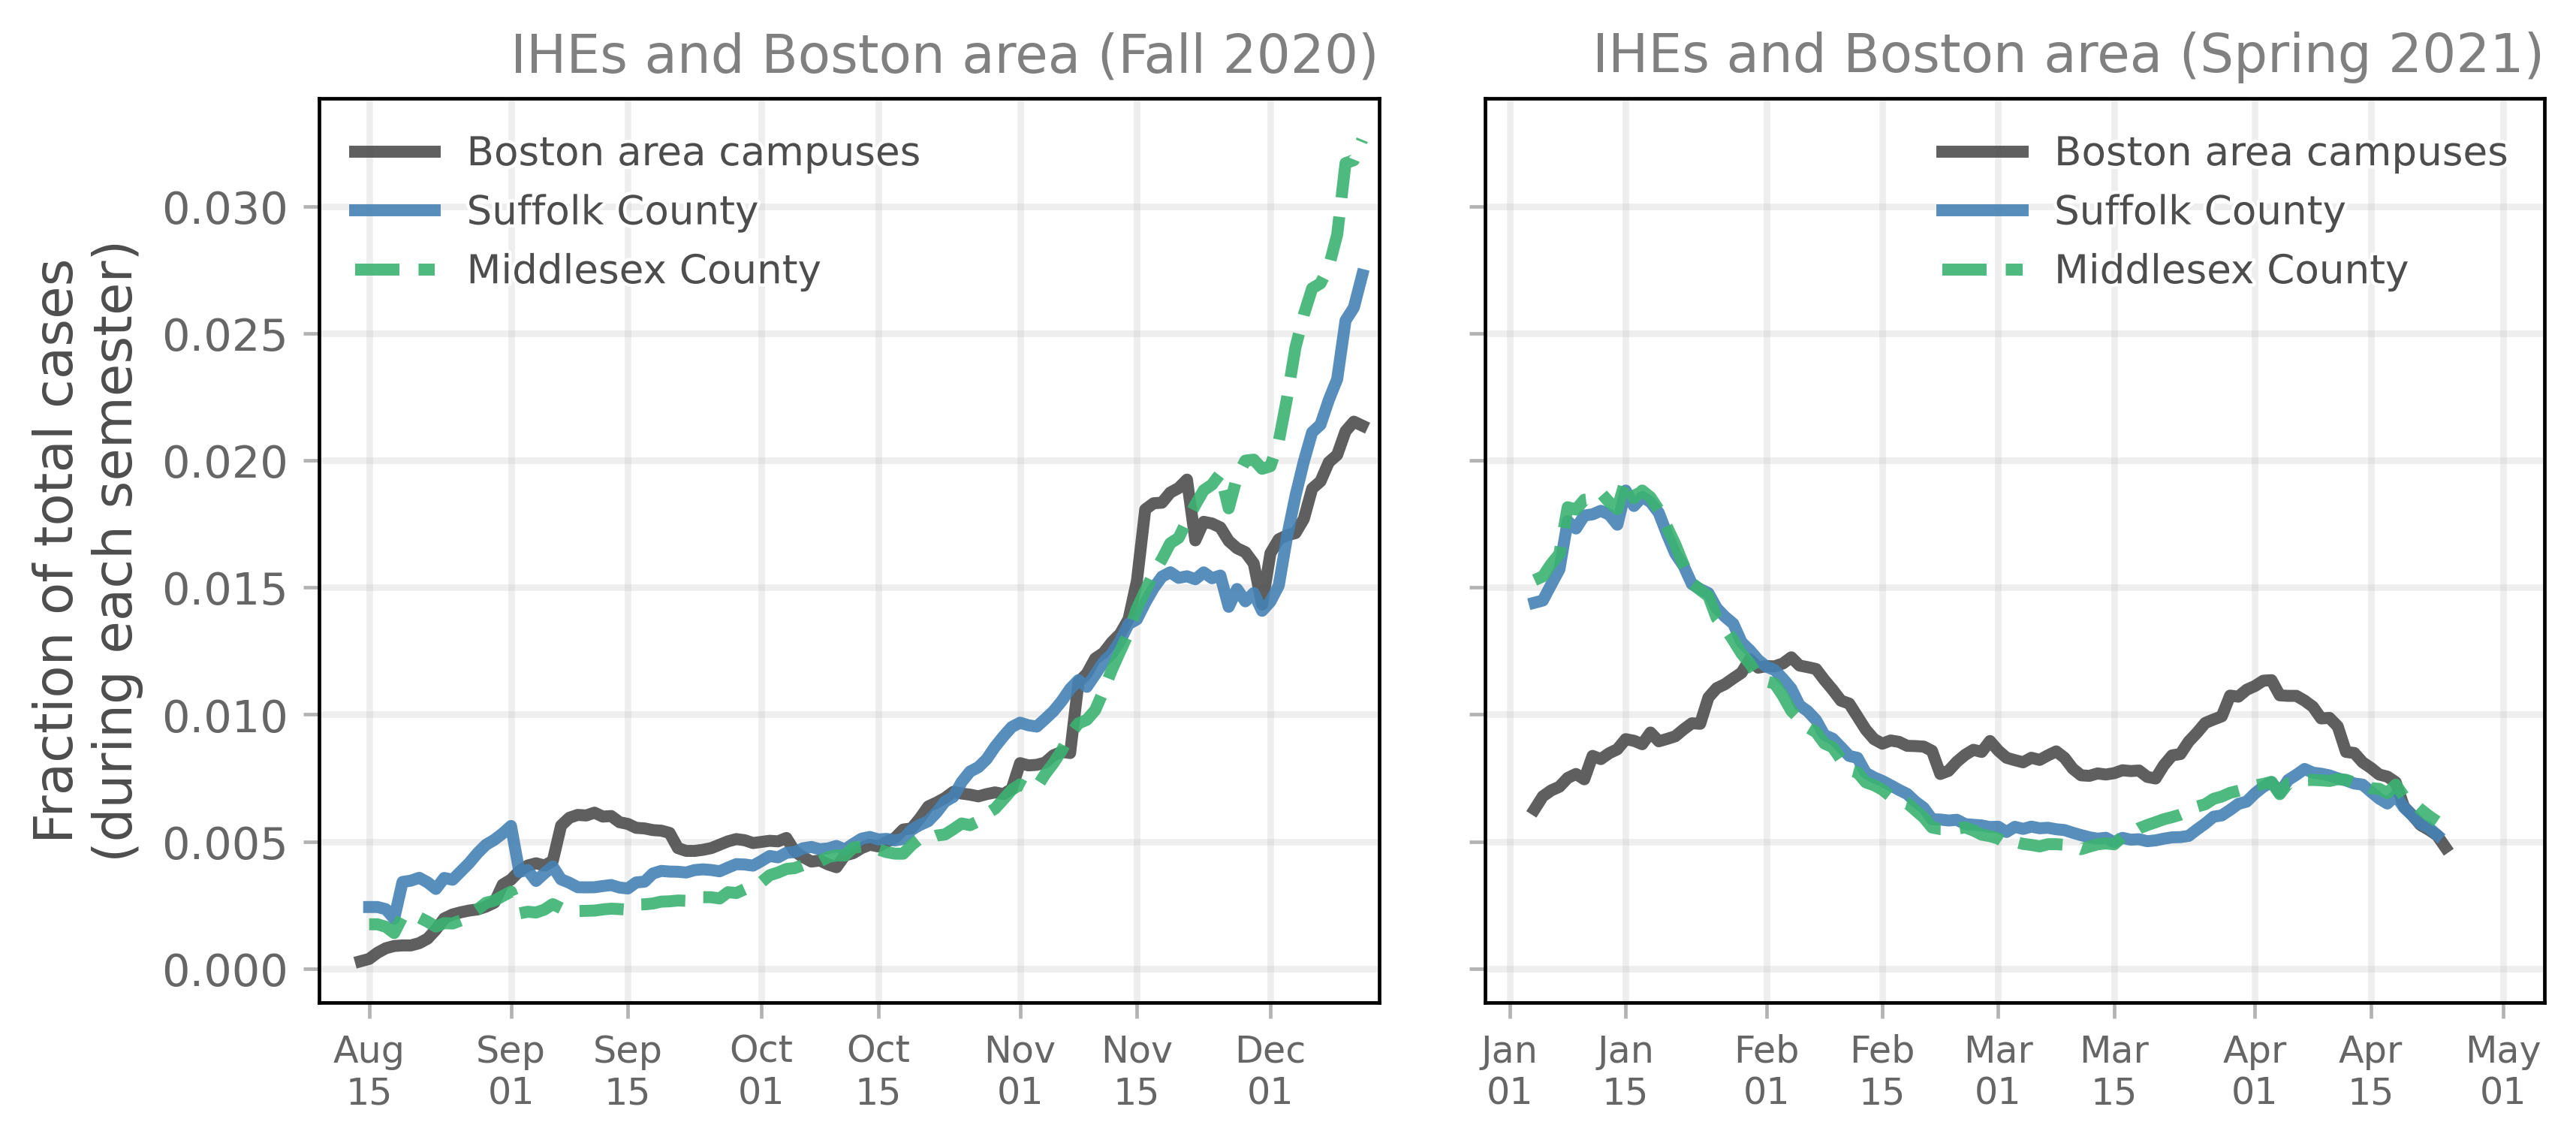 IHEs and Boston area (Fall 2020)
Boston area campuses
Suffolk County
Middlesex County
Fraction of total cases
(during each semester)
0.030
0.025
0.020
0.015
0.010
0.005
0.000
Aug
15
Sep
01
Sep
15
Oct
01
Oct
15
Nov
01
Nov
15
Dec
01
IHEs and Boston area (Spring 2021)
Boston area campuses
Suffolk County
Middlesex County
Jan
01
Jan
15
Feb
01
Feb
15
Mar
01
Mar
15
Apr
01
Apr
15
May
01